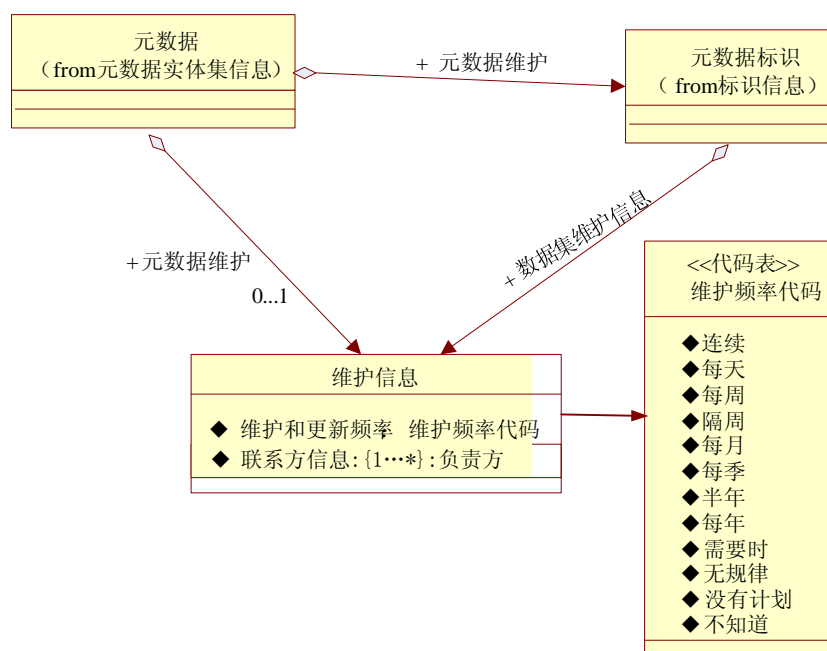 元数据
（from元数据实体集信息）
+ 元数据维护
元数据标识
（ from标识信息）
+元数据维护
0...1
+ 数据集维护信息
维护信息
◆ 维护和更新频率： 维护频率代码
◆ 联系方信息:{1…*}:负责方
<<代码表>>
维护频率代码
◆连续
◆每天
◆每周
◆隔周
◆每月
◆每季
◆半年
◆每年
◆需要时
◆无规律
◆没有计划
◆不知道